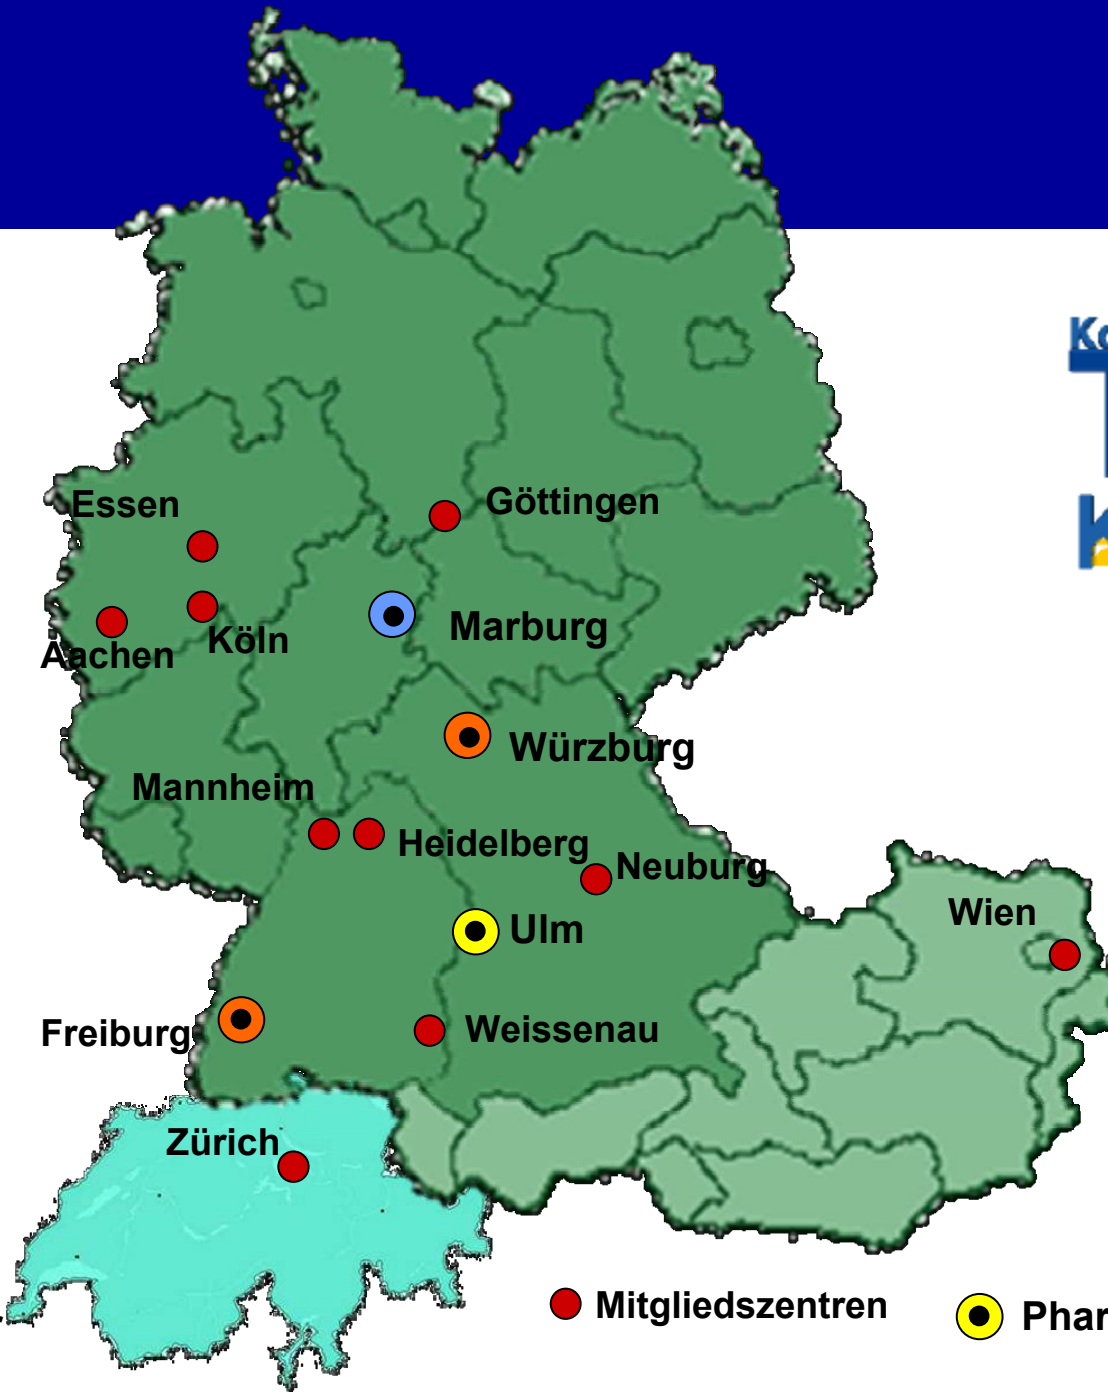 Essen
Göttingen
Marburg
Köln
Aachen
Würzburg
Mannheim
Heidelberg
Neuburg
Wien
Ulm
Freiburg
Weissenau
Zürich
Mitgliedszentren